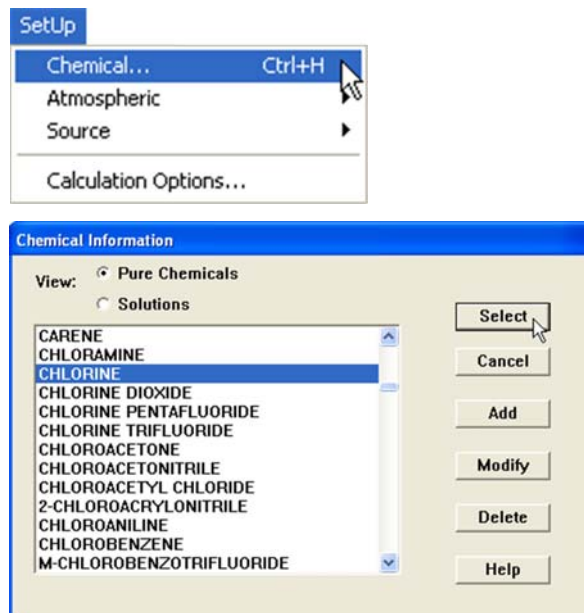 SetUp
Chemical... Ctrl+H
Atmospheric
Source
Calculation Options...
Chemical Information
View: Pure Chemicals
Solutions
CARENE
CHLORAMINE
CHLORINE
CHLORINE DIOXIDE
CHLORINE PENTAFLUORIDE
CHLORINE TRIFLUORIDE
CHLOROACETONE
CHLOROACETONITRILE
CHLOROACETYL CHLORIDE
2-CHLOROACRYLONITRILE
CHLOROANILINE
CHLOROBENZENE
M-CHLOROBENZOTRIFLUORIDE
Select
Cancel
Add
Modify
Delete
Help